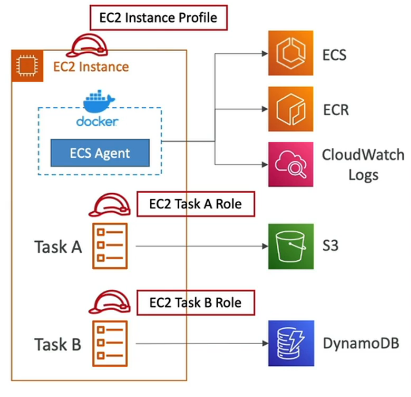 EC2 Instance Profile
EC2 Instance
docker
ECS Agent
ECS
ECR
CloudWatch
Logs
EC2 Task A Role
Task A
S3
EC2 Task B Role
Task B
DynamoDB